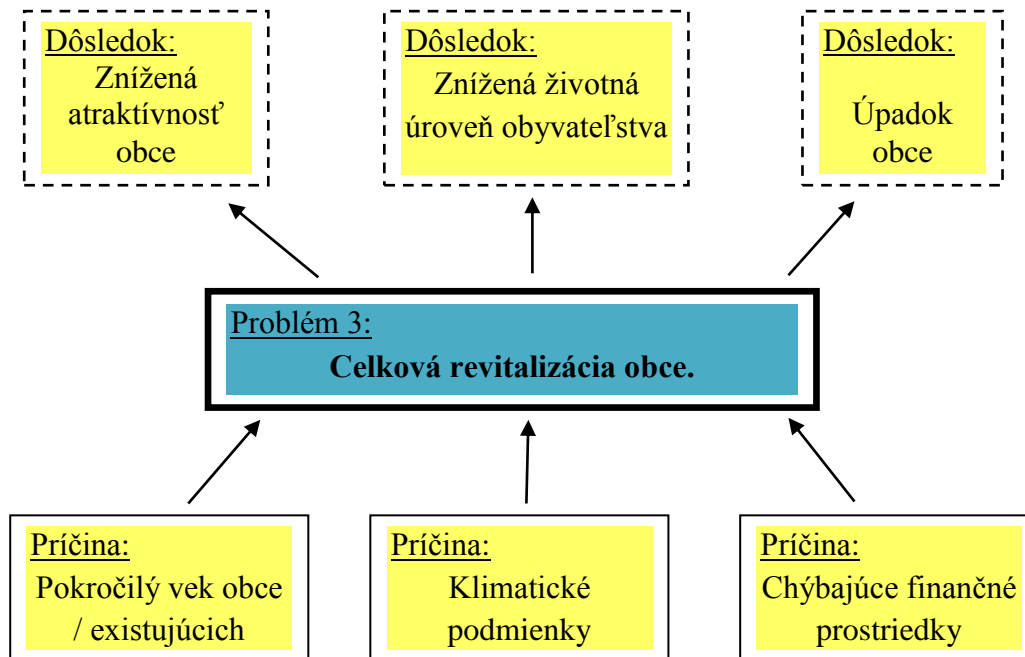 Dôsledok:
Znížená
atraktívnosť
obce
Dôsledok:
Znížená životná
úroveň obyvateľstva
Dôsledok:
Úpadok
obce
Problém 3:
Celková revitalizácia obce.
Príčina:
Pokročilý vek obce
/ existujúcich
Príčina:
Klimatické
podmienky
Príčina:
Chýbajúce finančné
prostriedky